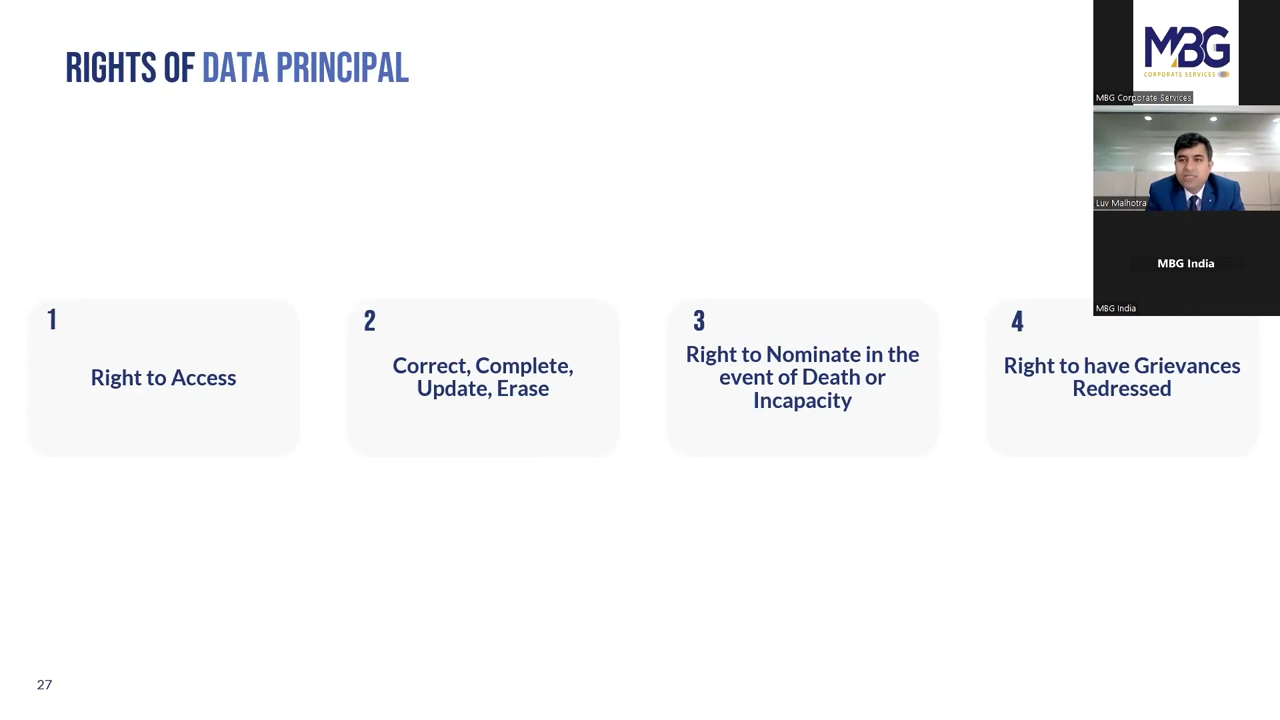 RIGHTS OF DATA PRINCIPAL
MBG
CORPORATE SERVICES
MBG Corporate Services
Luv Malhotra
MBG India
MBG India
1
Right to Access
2
Correct, Complete,
Update, Erase
3
Right to Nominate in the
event of Death or
Incapacity
4
Right to have Grievances
Redressed
27